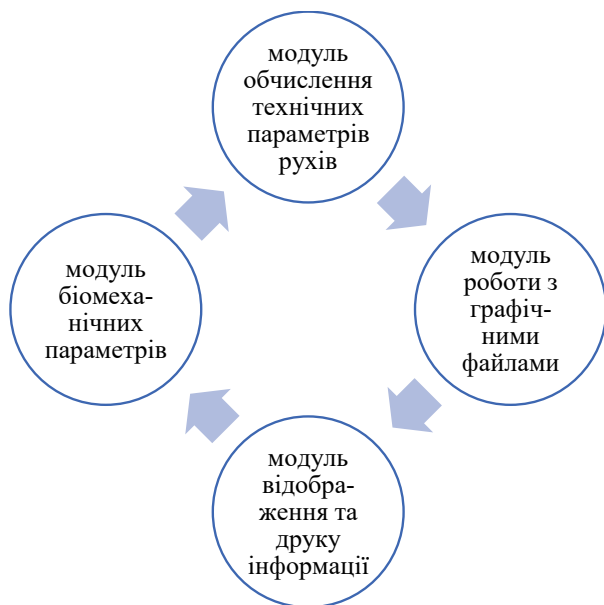 модуль
обчислення
технічних
параметрів
рухів
модуль
роботи з
графіч-
ними
файлами
модуль
відобра-
ження та
друку
інформації
модуль
біомеха-
нічних
параметрів